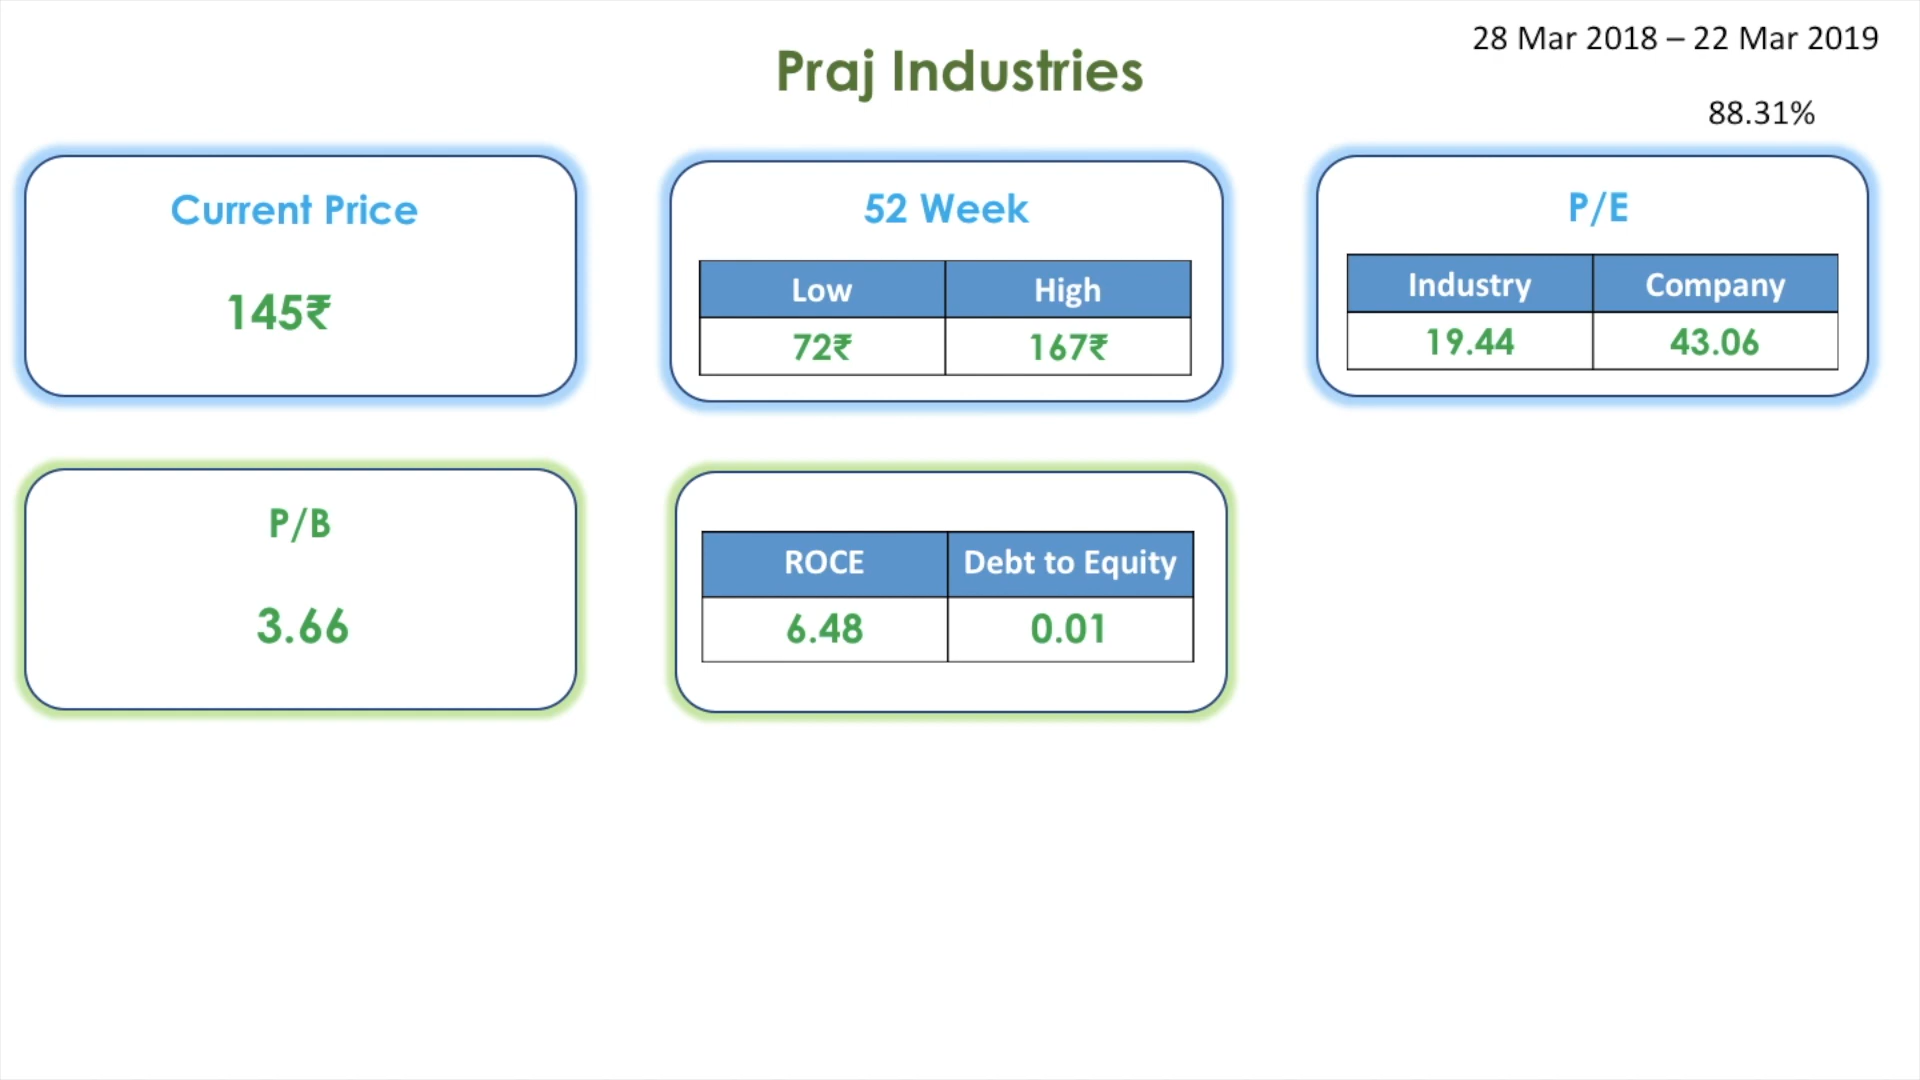 28 Mar 2018 – 22 Mar 2019
Praj Industries
88.31%
Current Price
145₹
52 Week
Low High
72₹ 167₹
P/E
Industry Company
19.44 43.06
P/B
3.66
ROCE Debt to Equity
6.48 0.01